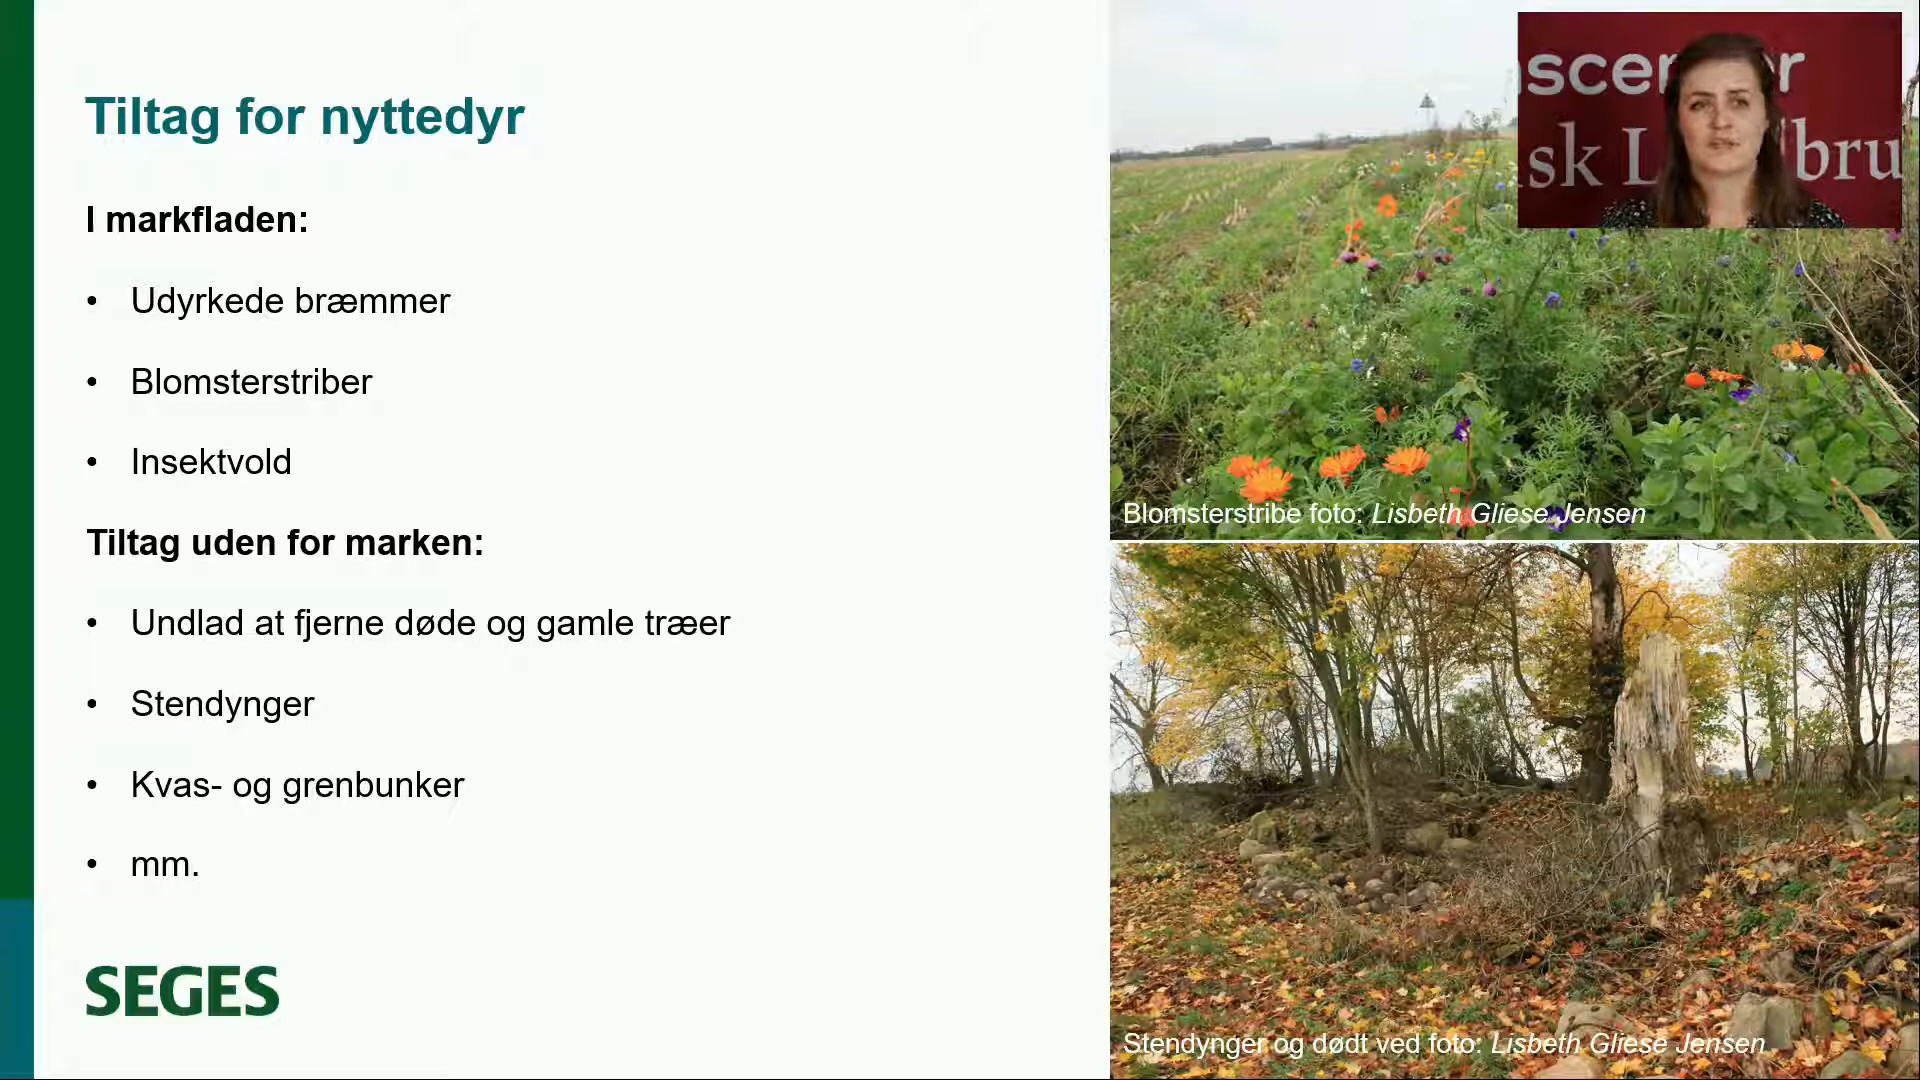 Tiltag for nyttedyr
I markfladen:
• Udyrkede bræmmer
• Blomsterstriber
• Insektvold
Tiltag uden for marken:
• Undlad at fjerne døde og gamle træer
• Stendynger
• Kvas- og grenbunker
• mm.
SEGES
Blomsterstribe foto: Lisbeth Gliese Jensen
Stendynger og dødt ved foto: Lisbeth Gliese Jensen